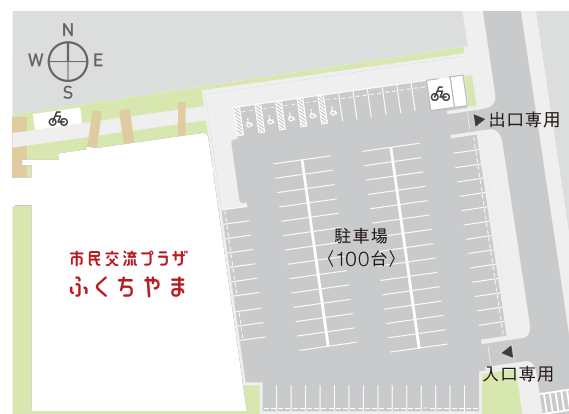 N
W E
S
出口専用
駐車場
〈100台〉
市民交流プラザ
ふくちやま
入口専用